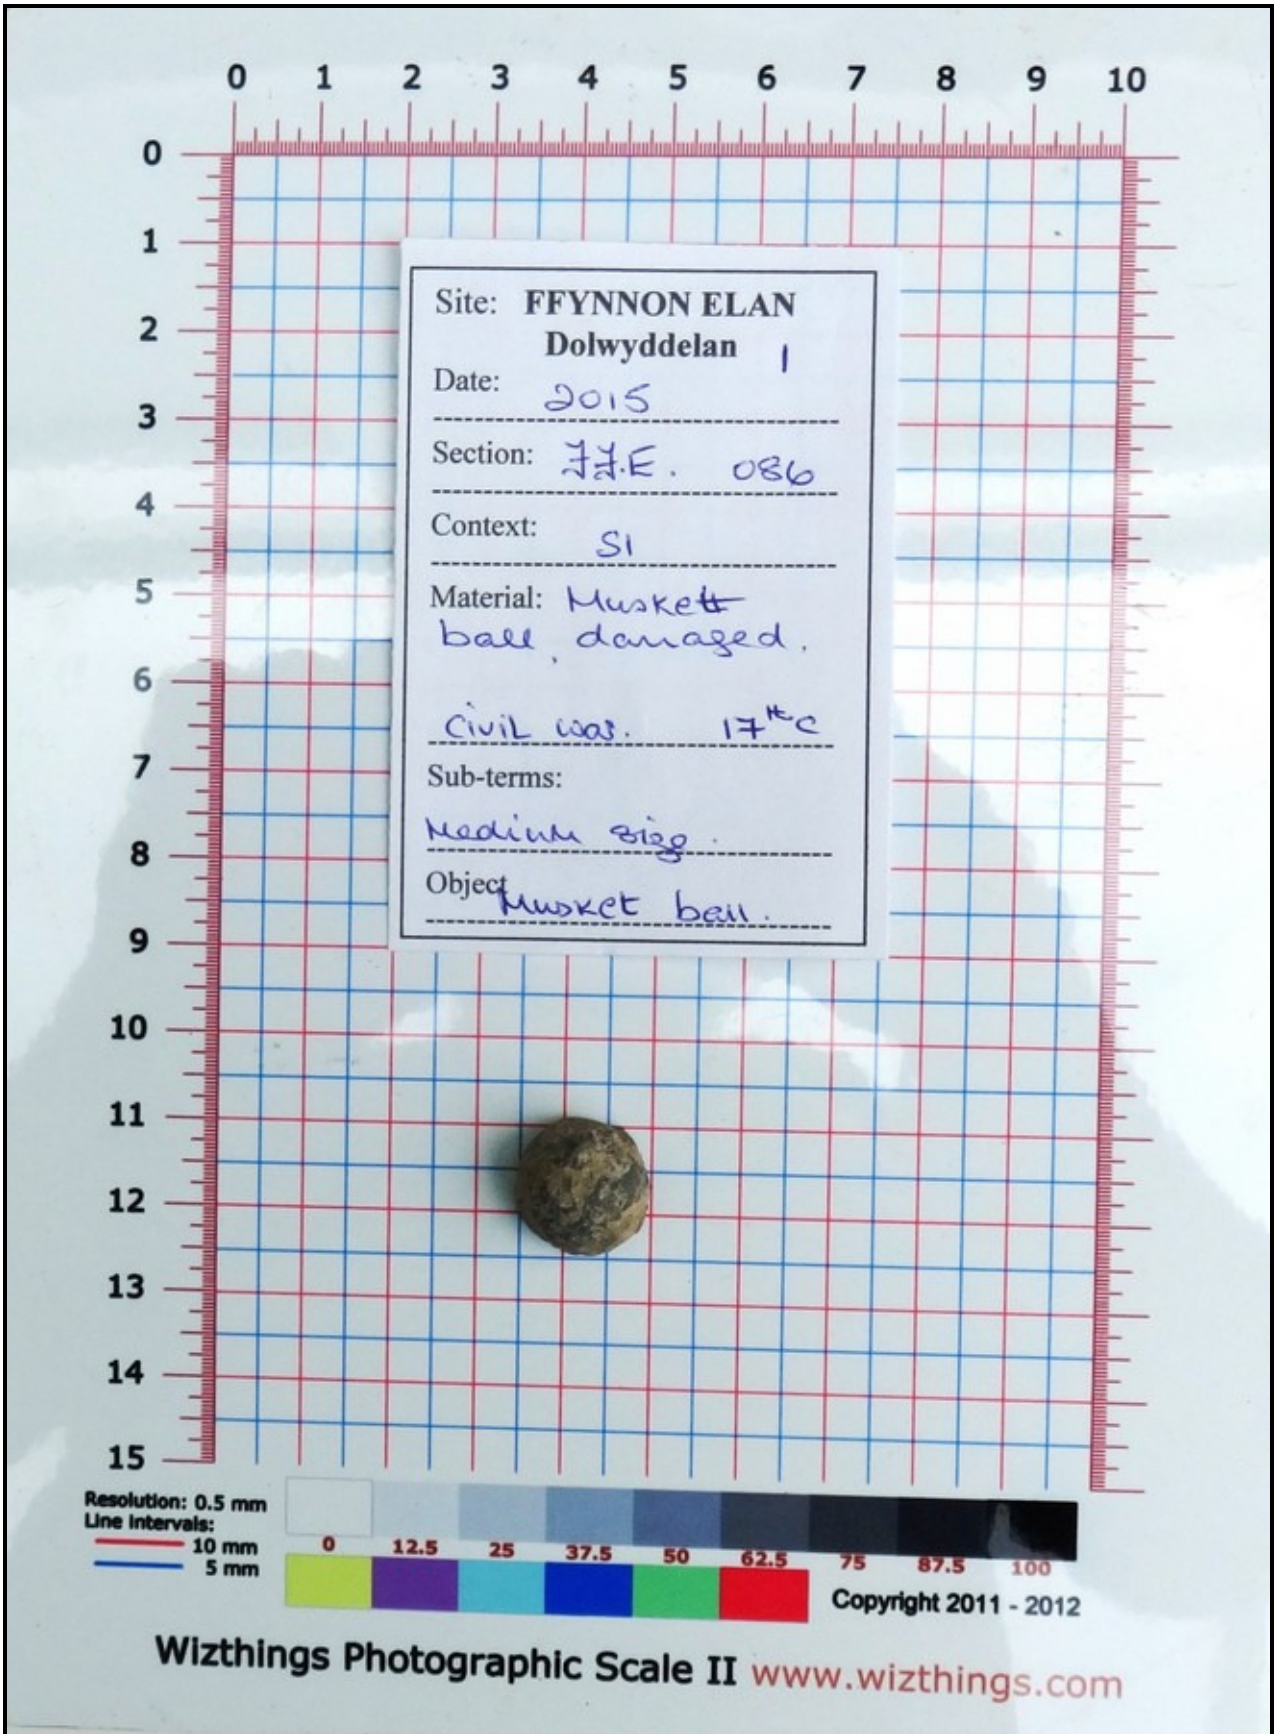 0 1 2 3 4 5 6 7 8 9 10
0
1
2
3
4
5
6
7
8
9
10
11
12
13
14
15
Site: FFYNNON ELAN
Dolwyddelan 1
Date: 2015
Section: FF.E. 086
Context: S1
Material: Muskett
ball, damaged.
Civil war. 17th C
Sub-terms:
Medium size.
Object Musket ball.
Resolution: 0.5 mm
Line Intervals:
10 mm
5 mm
0 12.5 25 37.5 50 62.5 75 87.5 100
Copyright 2011 - 2012
Wizthings Photographic Scale II www.wizthings.com